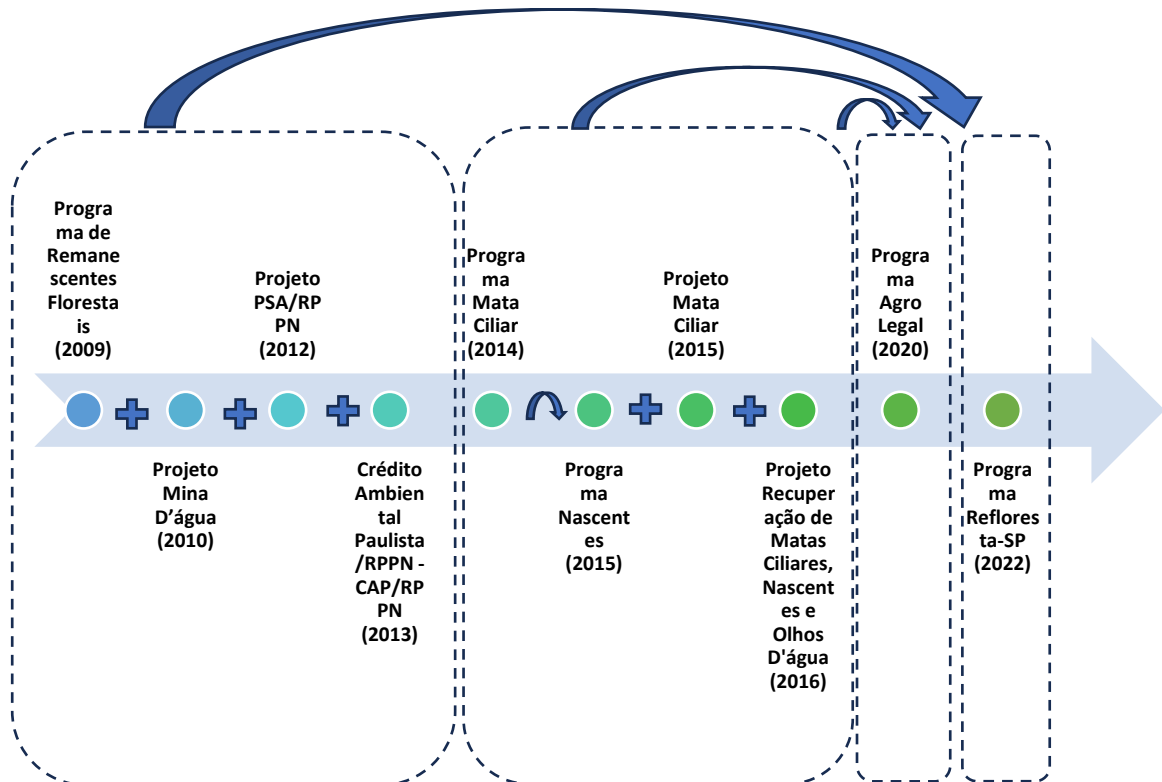 Progra
ma de
Remane
scentes
Floresta
is
(2009)
Projeto
Mina
D’água
(2010)
Projeto
PSA/RP
PN
(2012)
Crédito
Ambien
tal
Paulista
/RPPN -
CAP/RP
PN
(2013)
Progra
ma
Mata
Ciliar
(2014)
Progra
ma
Nascent
es
(2015)
Projeto
Mata
Ciliar
(2015)
Projeto
Recuper
ação de
Matas
Ciliares,
Nascent
es e
Olhos
D'água
(2016)
Progra
ma
Agro
Legal
(2020)
Progra
ma
Reflores
ta-SP
(2022)